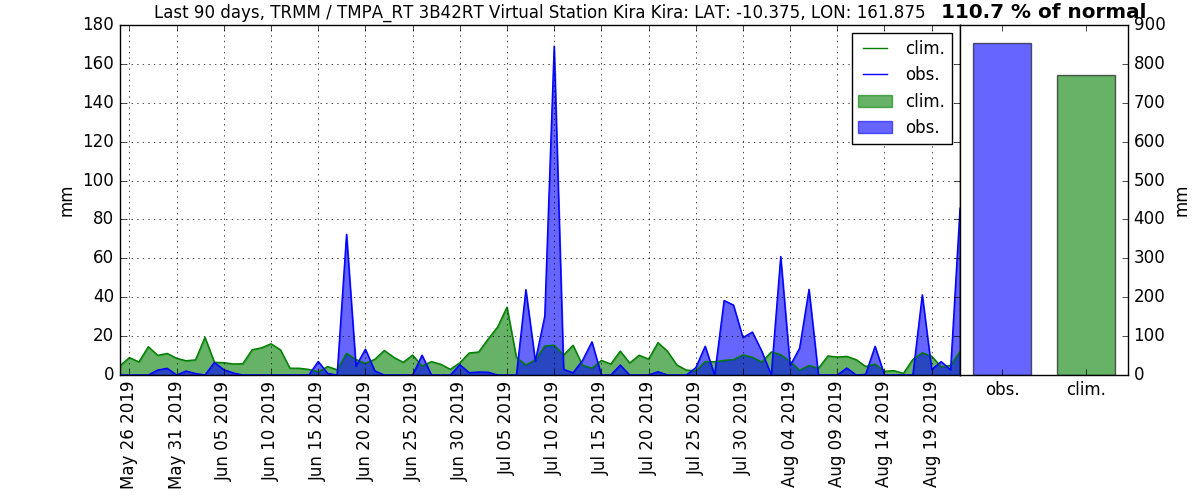 Last 90 days, TRMM / TMPA_RT 3B42RT Virtual Station Kira Kira: LAT: -10.375, LON: 161.875 110.7 % of normal
180
160
140
120
100
80
60
40
20
0
mm
clim.
obs.
clim.
obs.
900
800
700
600
500
400
300
200
100
0
mm
obs. clim.
May 26 2019
May 31 2019
Jun 05 2019
Jun 10 2019
Jun 15 2019
Jun 20 2019
Jun 25 2019
Jun 30 2019
Jul 05 2019
Jul 10 2019
Jul 15 2019
Jul 20 2019
Jul 25 2019
Jul 30 2019
Aug 04 2019
Aug 09 2019
Aug 14 2019
Aug 19 2019